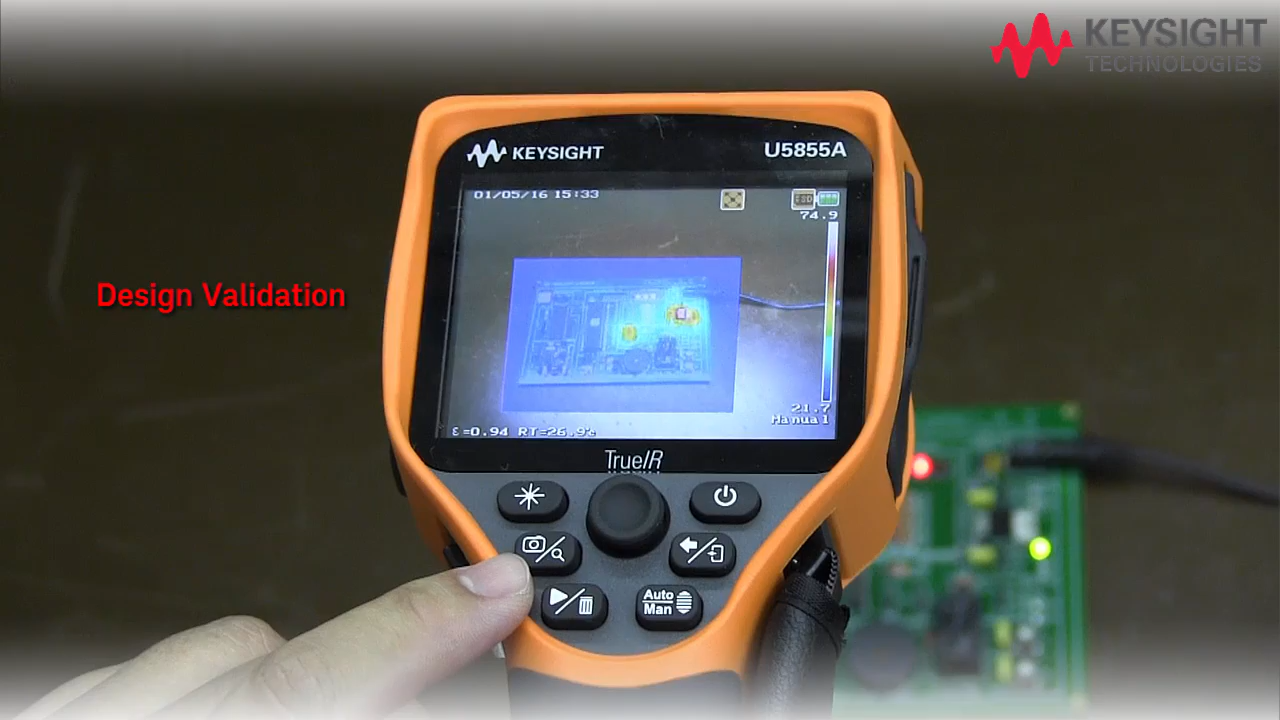 KEYSIGHT
TECHNOLOGIES
KEYSIGHT
U5855A
01/05/16 15:33
74.9
Design Validation
21.7
Manual
ε=0.94 RT=26.9℃
TrueIR
Auto
Man